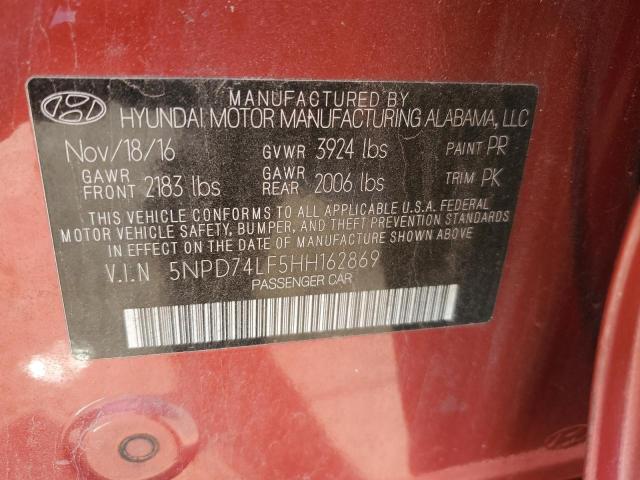 MANUFACTURED BY
HYUNDAI MOTOR MANUFACTURING ALABAMA, LLC
Nov/18/16 GVWR 3924 lbs PAINT PR
GAWR FRONT 2183 lbs GAWR REAR 2006 lbs TRIM PK
THIS VEHICLE CONFORMS TO ALL APPLICABLE U.S.A. FEDERAL
MOTOR VEHICLE SAFETY, BUMPER, AND THEFT PREVENTION STANDARDS
IN EFFECT ON THE DATE OF MANUFACTURE SHOWN ABOVE.
V.I.N 5NPD74LF5HH162869
PASSENGER CAR